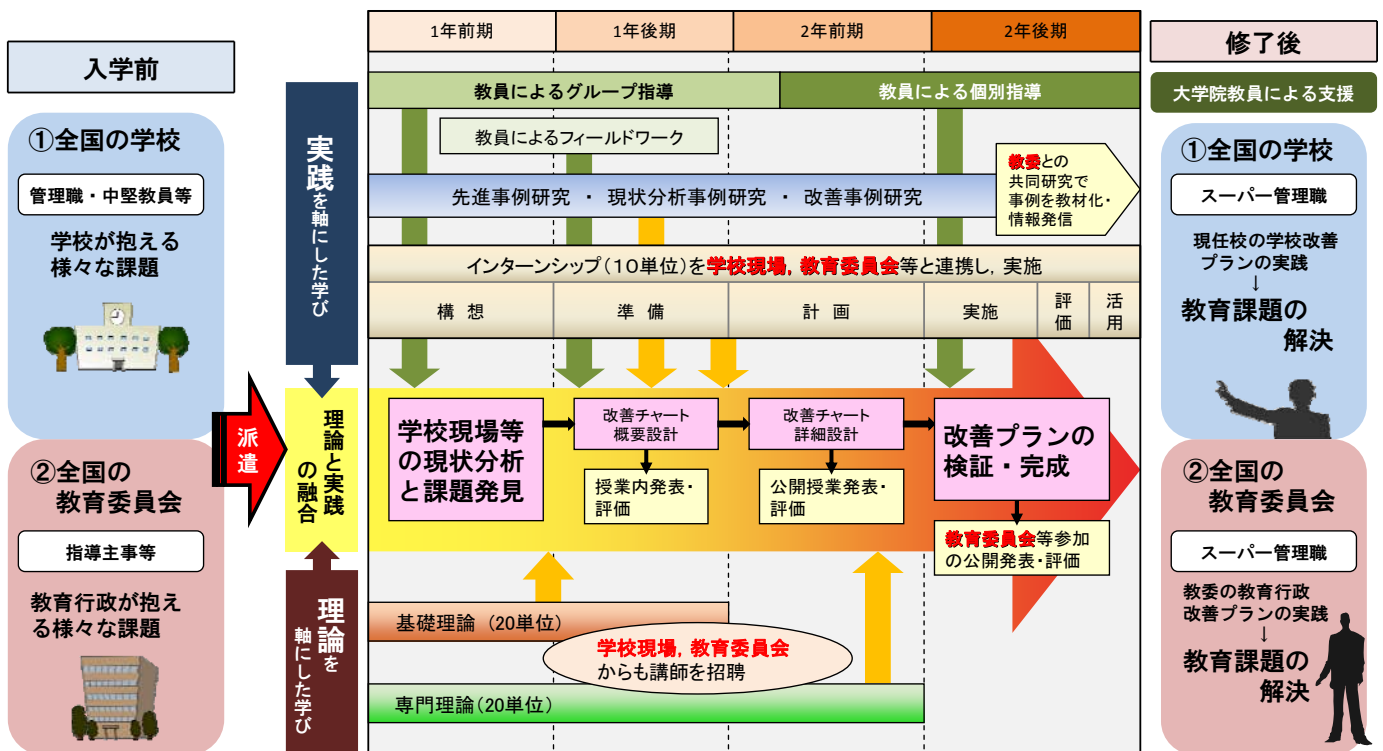 入学前
①全国の学校
管理職・中堅教員等
学校が抱える
様々な課題
②全国の
教育委員会
指導主事等
教育行政が抱え
る様々な課題
派遣
実践を軸にした学び
理論と実践
の融合
理論を
軸にした学び
1年前期
1年後期
2年前期
2年後期
教員によるグループ指導
教員による個別指導
教員によるフィールドワーク
先進事例研究 ・ 現状分析事例研究 ・ 改善事例研究
教委との
共同研究で
事例を教材化・
情報発信
インターンシップ(10単位)を学校現場,教育委員会等と連携し,実施
構 想
準 備
計 画
実施
評価
活用
学校現場等
の現状分析
と課題発見
改善チャート
概要設計
授業内発表・
評価
改善チャート
詳細設計
公開授業発表・
評価
改善プランの
検証・完成
教育委員会等参加
の公開発表・評価
基礎理論 (20単位)
学校現場,教育委員会
からも講師を招聘
専門理論(20単位)
修了後
大学院教員による支援
①全国の学校
スーパー管理職
現任校の学校改善
プランの実践
↓
教育課題の
解決
②全国の
教育委員会
スーパー管理職
教委の教育行政
改善プランの実践
↓
教育課題の
解決